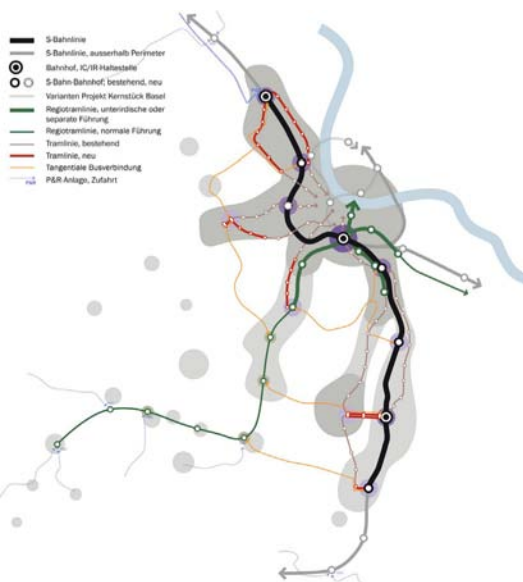 S-Bahnlinie
S-Bahnlinie, ausserhalb Perimeter
Bahnhof, IC/IR-Haltestelle
S-Bahn-Bahnhof; bestehend, neu
Varianten Projekt Kernstück Basel
Regiotramlinie, unterirdische oder
separate Führung
Regiotramlinie, normale Führung
Tramlinie, bestehend
Tramlinie, neu
Tangentiale Busverbindung
P&R Anlage, Zufahrt